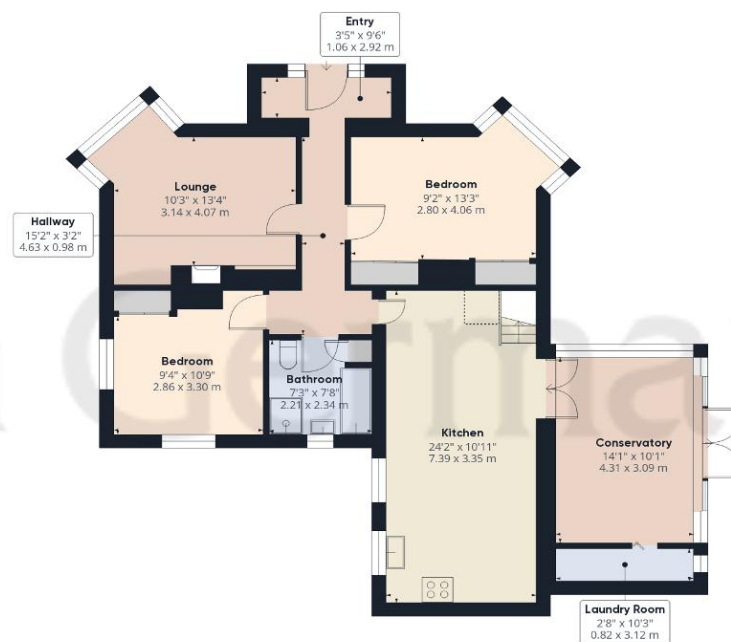 Entry
3'5" x 9'6"
1.06 x 2.92 m
Lounge
10'3" x 13'4"
3.14 x 4.07 m
Bedroom
9'2" x 13'3"
2.80 x 4.06 m
Hallway
15'2" x 3'2"
4.63 x 0.98 m
Bedroom
9'4" x 10'9"
2.86 x 3.30 m
Bathroom
7'3" x 7'8"
2.21 x 2.34 m
Kitchen
24'2" x 10'11"
7.39 x 3.35 m
Conservatory
14'1" x 10'1"
4.31 x 3.09 m
Laundry Room
2'8" x 10'3"
0.82 x 3.12 m